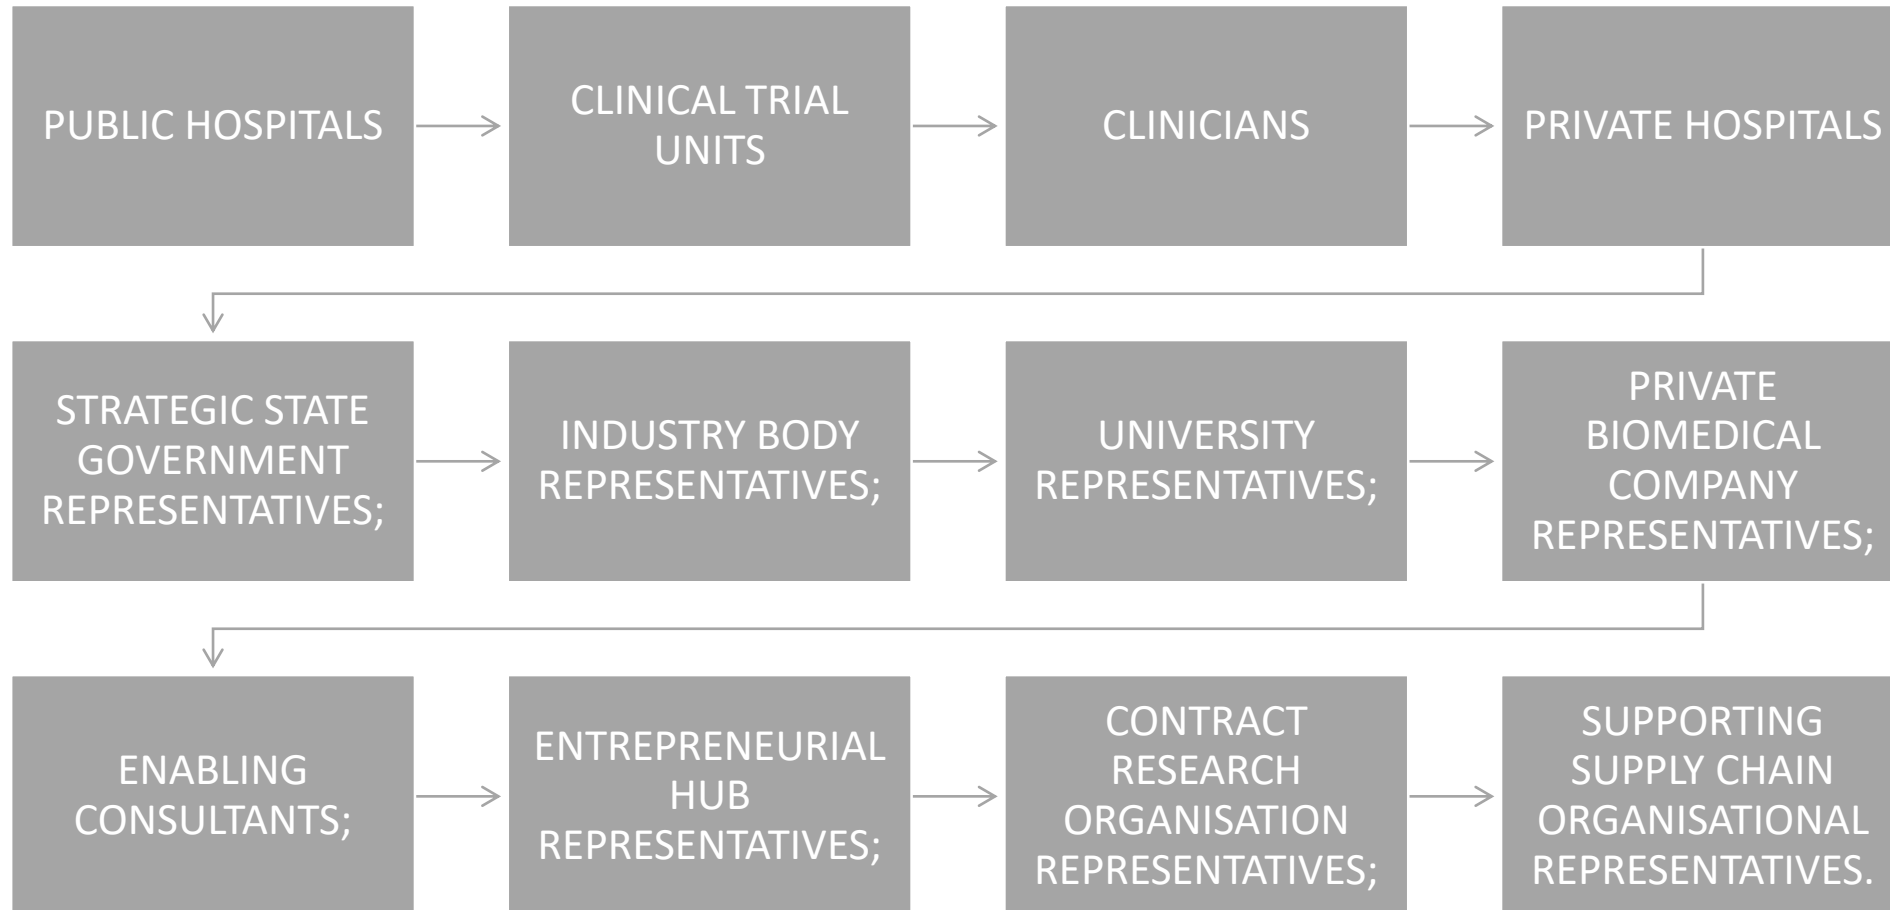 PUBLIC HOSPITALS
CLINICAL TRIAL
UNITS
CLINICIANS
PRIVATE HOSPITALS
STRATEGIC STATE
GOVERNMENT
REPRESENTATIVES;
INDUSTRY BODY
REPRESENTATIVES;
UNIVERSITY
REPRESENTATIVES;
PRIVATE
BIOMEDICAL
COMPANY
REPRESENTATIVES;
ENABLING
CONSULTANTS;
ENTREPRENEURIAL
HUB
REPRESENTATIVES;
CONTRACT
RESEARCH
ORGANISATION
REPRESENTATIVES;
SUPPORTING
SUPPLY CHAIN
ORGANISATIONAL
REPRESENTATIVES.